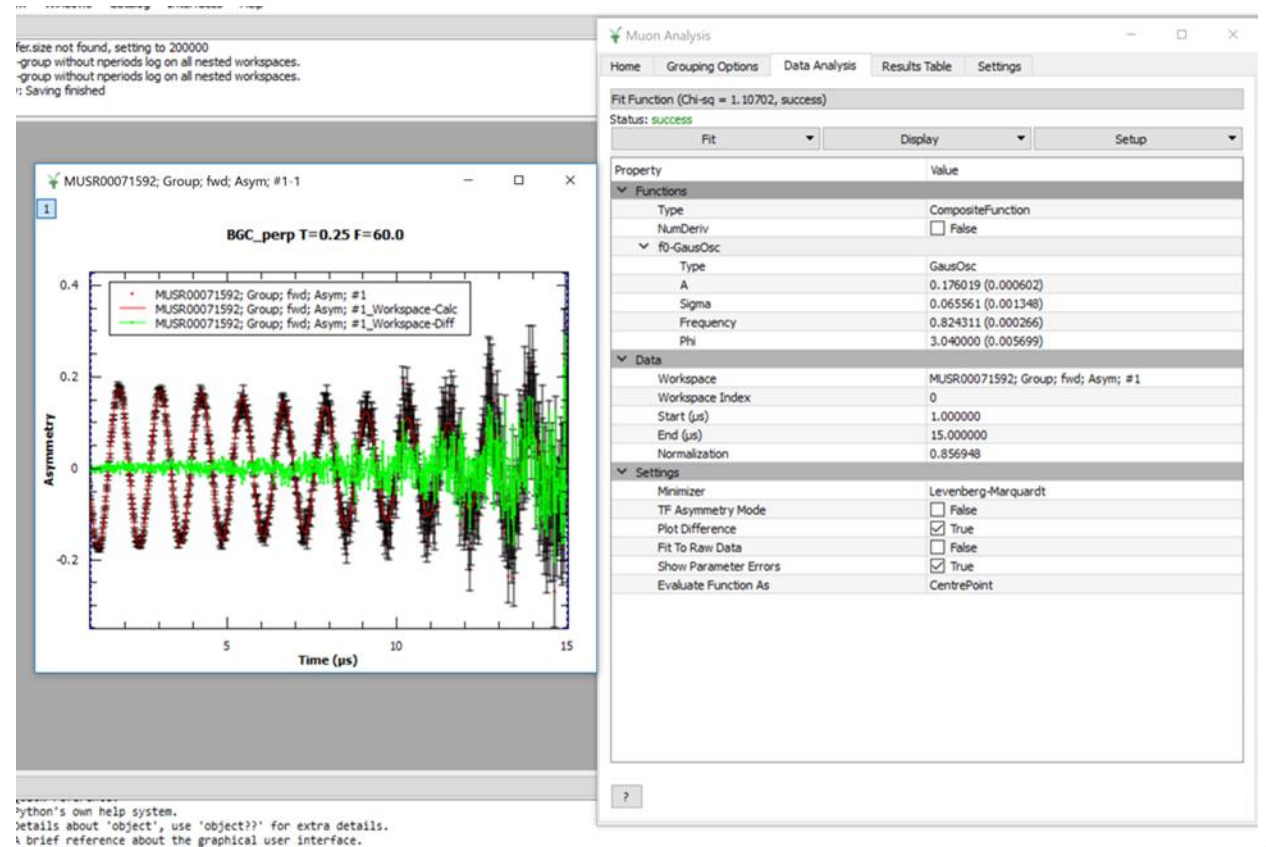 fer.size not found, setting to 200000
-group without nperiods log on all nested workspaces.
-group without nperiods log on all nested workspaces.
: Saving finished
MUSR00071592; Group; fwd; Asym; #1-1
1
BGC_perp T=0.25 F=60.0
MUSR00071592; Group; fwd; Asym; #1
MUSR00071592; Group; fwd; Asym; #1_Workspace-Calc
MUSR00071592; Group; fwd; Asym; #1_Workspace-Diff
0.4
0.2
0
-0.2
Asymmetry
5 10 15
Time (µs)
Python's own help system.
Details about 'object', use 'object??' for extra details.
A brief reference about the graphical user interface.
Muon Analysis
Home Grouping Options Data Analysis Results Table Settings
Fit Function (Chi-sq = 1.10702, success)
Status: success
Fit Display Setup
Property Value
Functions
Type CompositeFunction
NumDeriv False
f0-GausOsc
Type GausOsc
A 0.176019 (0.000602)
Sigma 0.065561 (0.001348)
Frequency 0.824311 (0.000266)
Phi 3.040000 (0.005699)
Data
Workspace MUSR00071592; Group; fwd; Asym; #1
Workspace Index 0
Start (µs) 1.000000
End (µs) 15.000000
Normalization 0.856948
Settings
Minimizer Levenberg-Marquardt
TF Asymmetry Mode False
Plot Difference True
Fit To Raw Data False
Show Parameter Errors True
Evaluate Function As CentrePoint
?